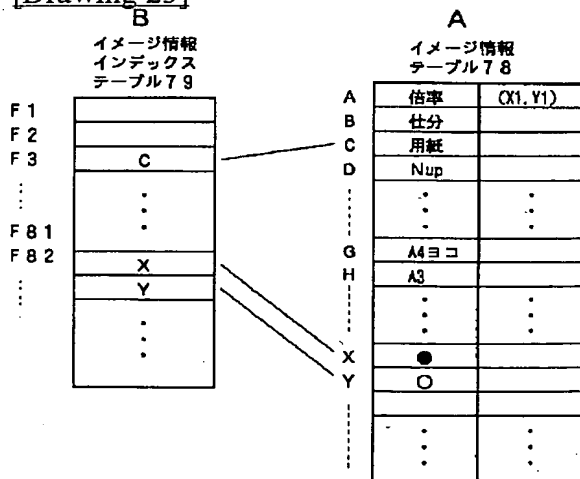 [Drawing 25]
B
イメージ情報
インデックス
テーブル79
F1
F2
F3
C
F81
F82
X
Y
A
イメージ情報
テーブル78
A 倍率 (X1,Y1)
B 仕分
C 用紙
D Nup
G A4ヨコ
H A3
X ●
Y ○